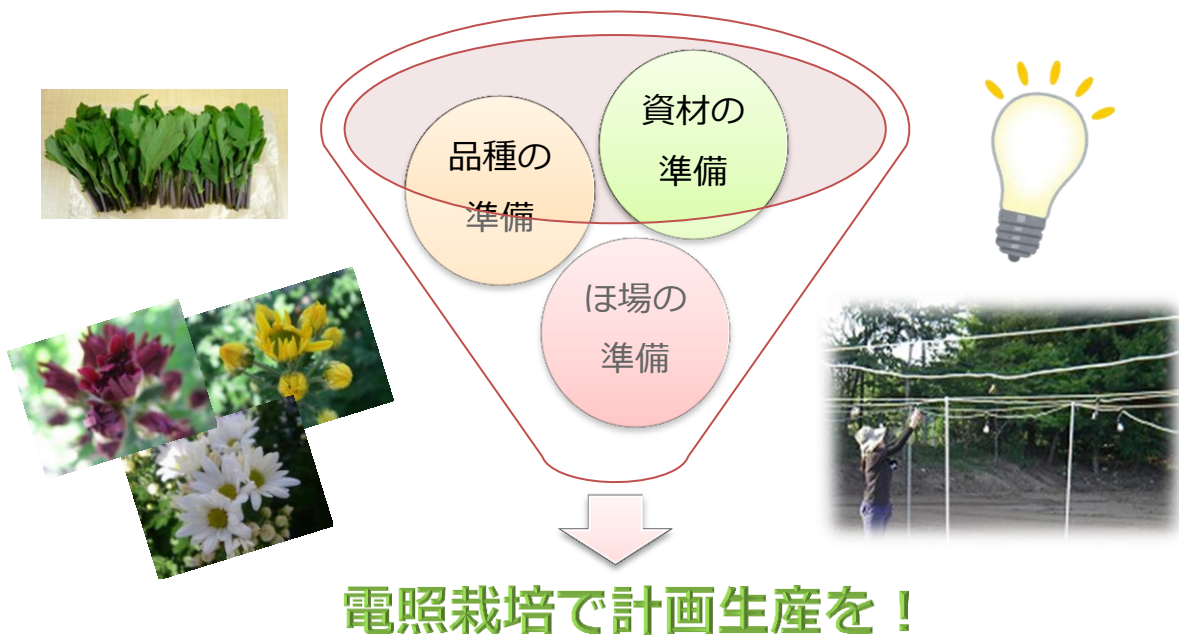 資材の
準備
品種の
準備
ほ場の
準備
電照栽培で計画生産を！